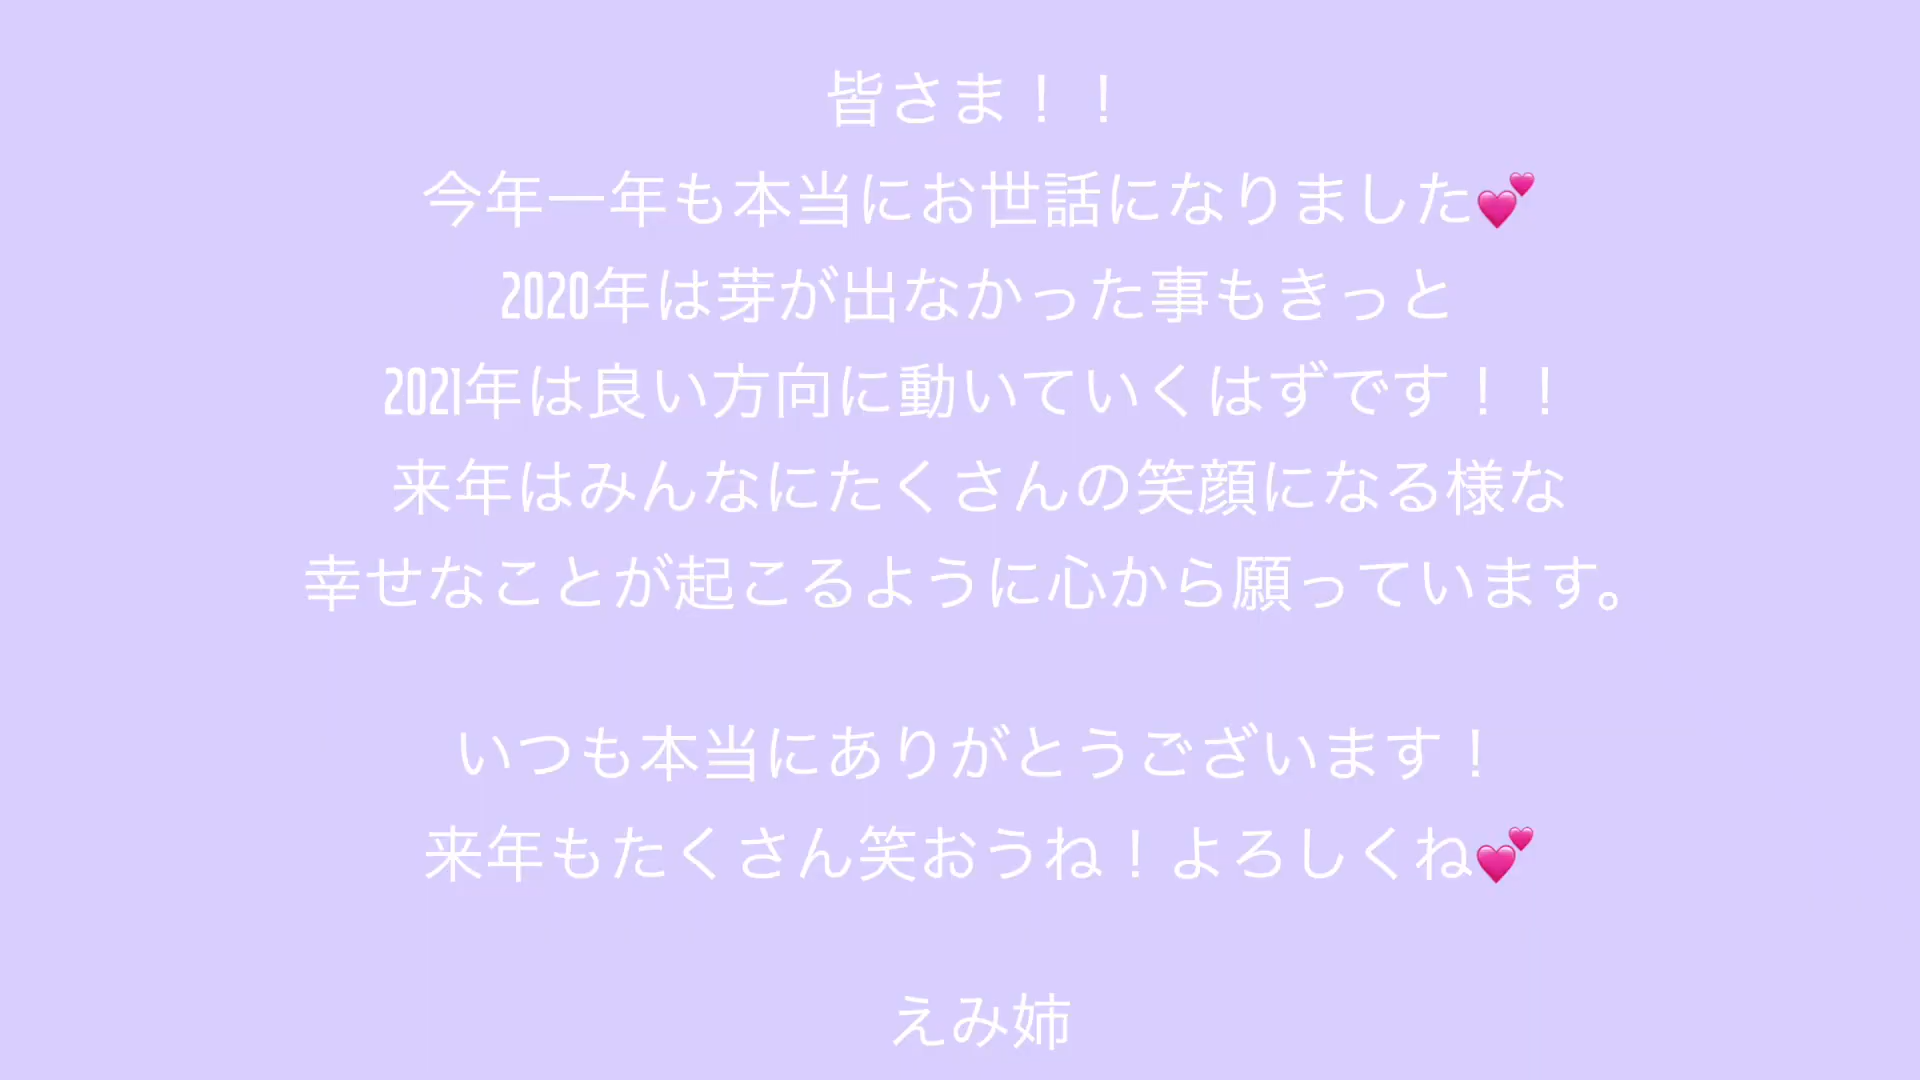 皆さま！！
今年一年も本当にお世話になりました💕
2020年は芽が出なかった事もきっと
2021年は良い方向に動いていくはずです！！
来年はみんなにたくさんの笑顔になる様な
幸せなことが起こるように心から願っています。
いつも本当にありがとうございます！
来年もたくさん笑おうね！よろしくね💕
えみ姉